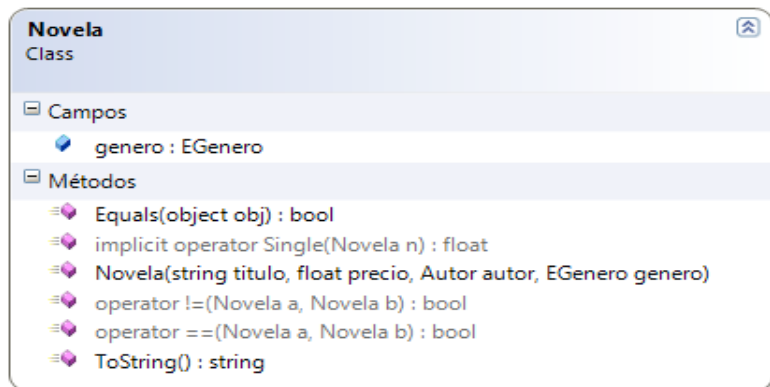 Novela
Class
Campos
genero : EGenero
Métodos
Equals(object obj) : bool
implicit operator Single(Novela n) : float
Novela(string titulo, float precio, Autor autor, EGenero genero)
operator !=(Novela a, Novela b) : bool
operator ==(Novela a, Novela b) : bool
ToString() : string